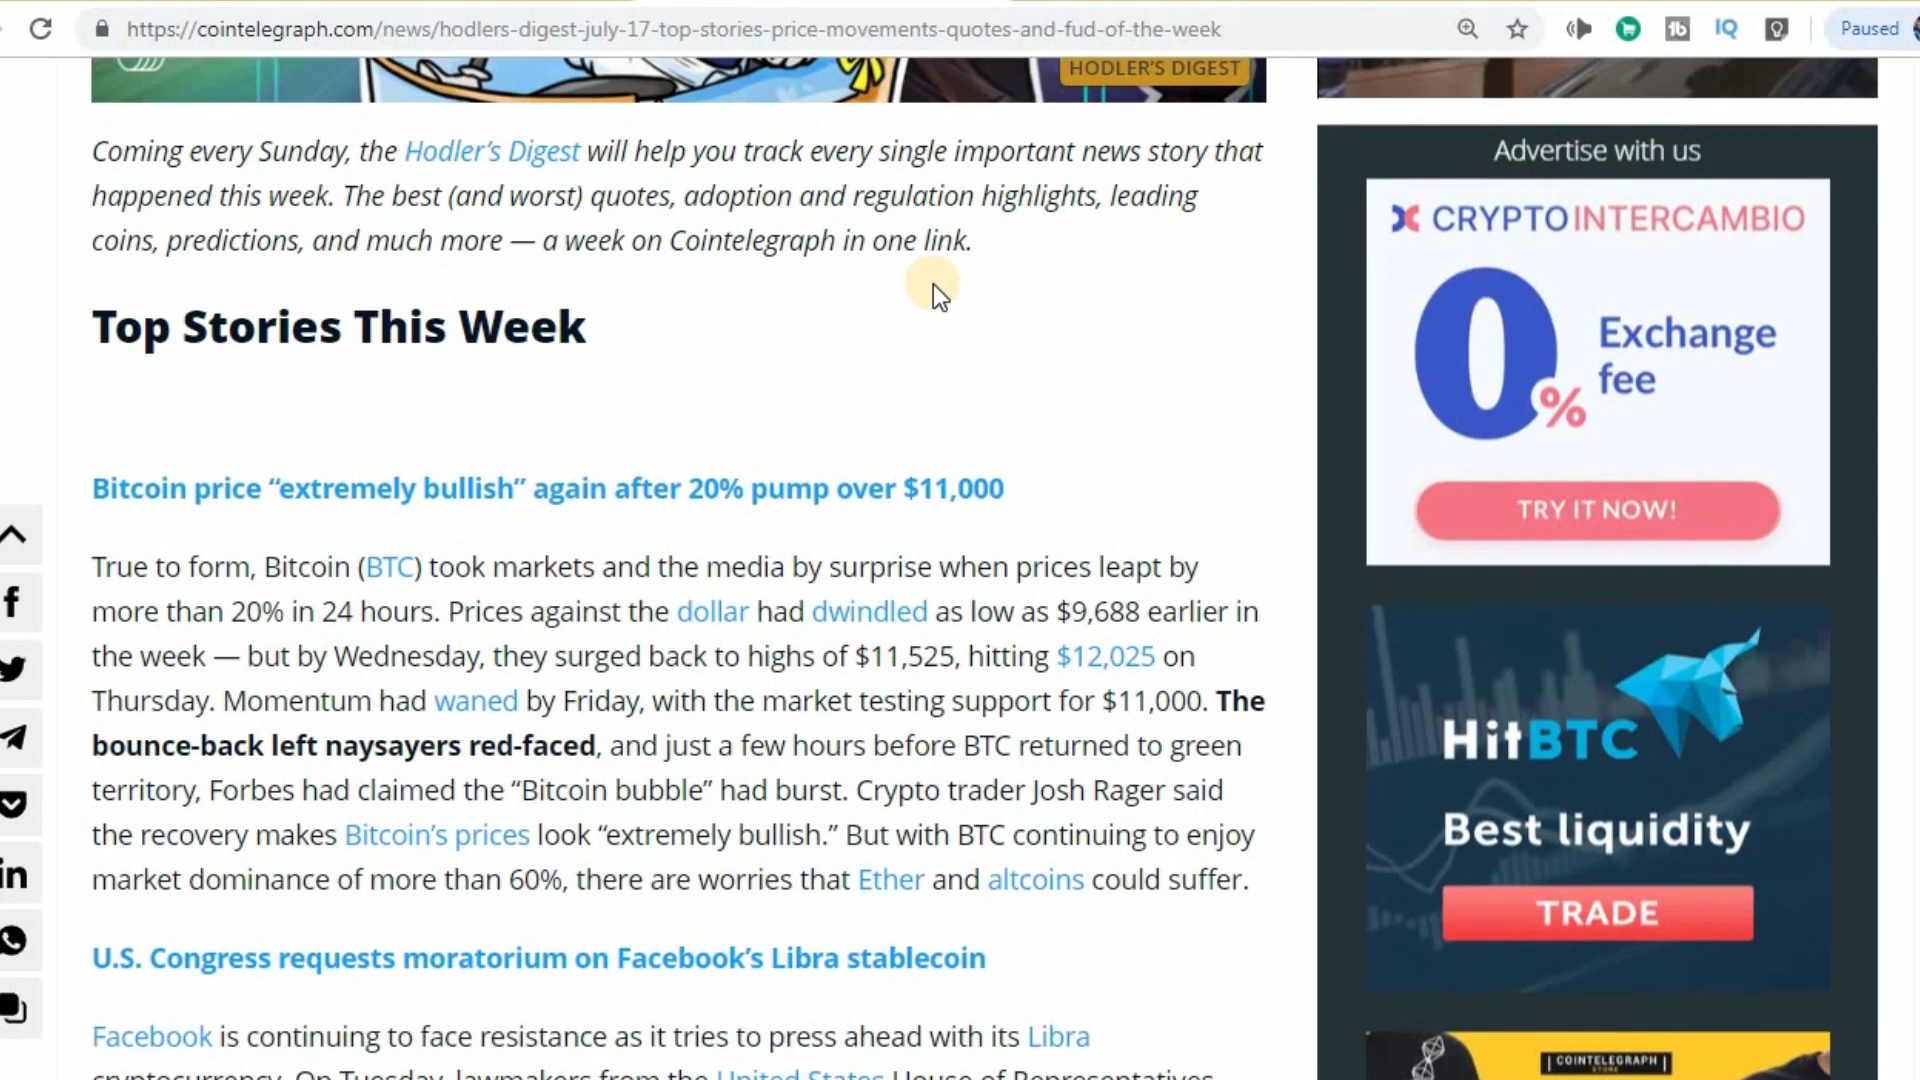 https://cointelegraph.com/news/hodlers-digest-july-17-top-stories-price-movements-quotes-and-fud-of-the-week
IQ
Paused
HODLER'S DIGEST
Coming every Sunday, the Hodler’s Digest will help you track every single important news story that
happened this week. The best (and worst) quotes, adoption and regulation highlights, leading
coins, predictions, and much more — a week on Cointelegraph in one link.
Top Stories This Week
Bitcoin price “extremely bullish” again after 20% pump over $11,000
True to form, Bitcoin (BTC) took markets and the media by surprise when prices leapt by
more than 20% in 24 hours. Prices against the dollar had dwindled as low as $9,688 earlier in
the week — but by Wednesday, they surged back to highs of $11,525, hitting $12,025 on
Thursday. Momentum had waned by Friday, with the market testing support for $11,000. The
bounce-back left naysayers red-faced, and just a few hours before BTC returned to green
territory, Forbes had claimed the “Bitcoin bubble” had burst. Crypto trader Josh Rager said
the recovery makes Bitcoin’s prices look “extremely bullish.” But with BTC continuing to enjoy
market dominance of more than 60%, there are worries that Ether and altcoins could suffer.
U.S. Congress requests moratorium on Facebook’s Libra stablecoin
Facebook is continuing to face resistance as it tries to press ahead with its Libra
cryptocurrency. On Tuesday, lawmakers from the United States House of Representatives
Advertise with us
CRYPTOINTERCAMBIO
0% Exchange
fee
TRY IT NOW!
HitBTC
Best liquidity
TRADE
COINTELEGRAPH
STORE